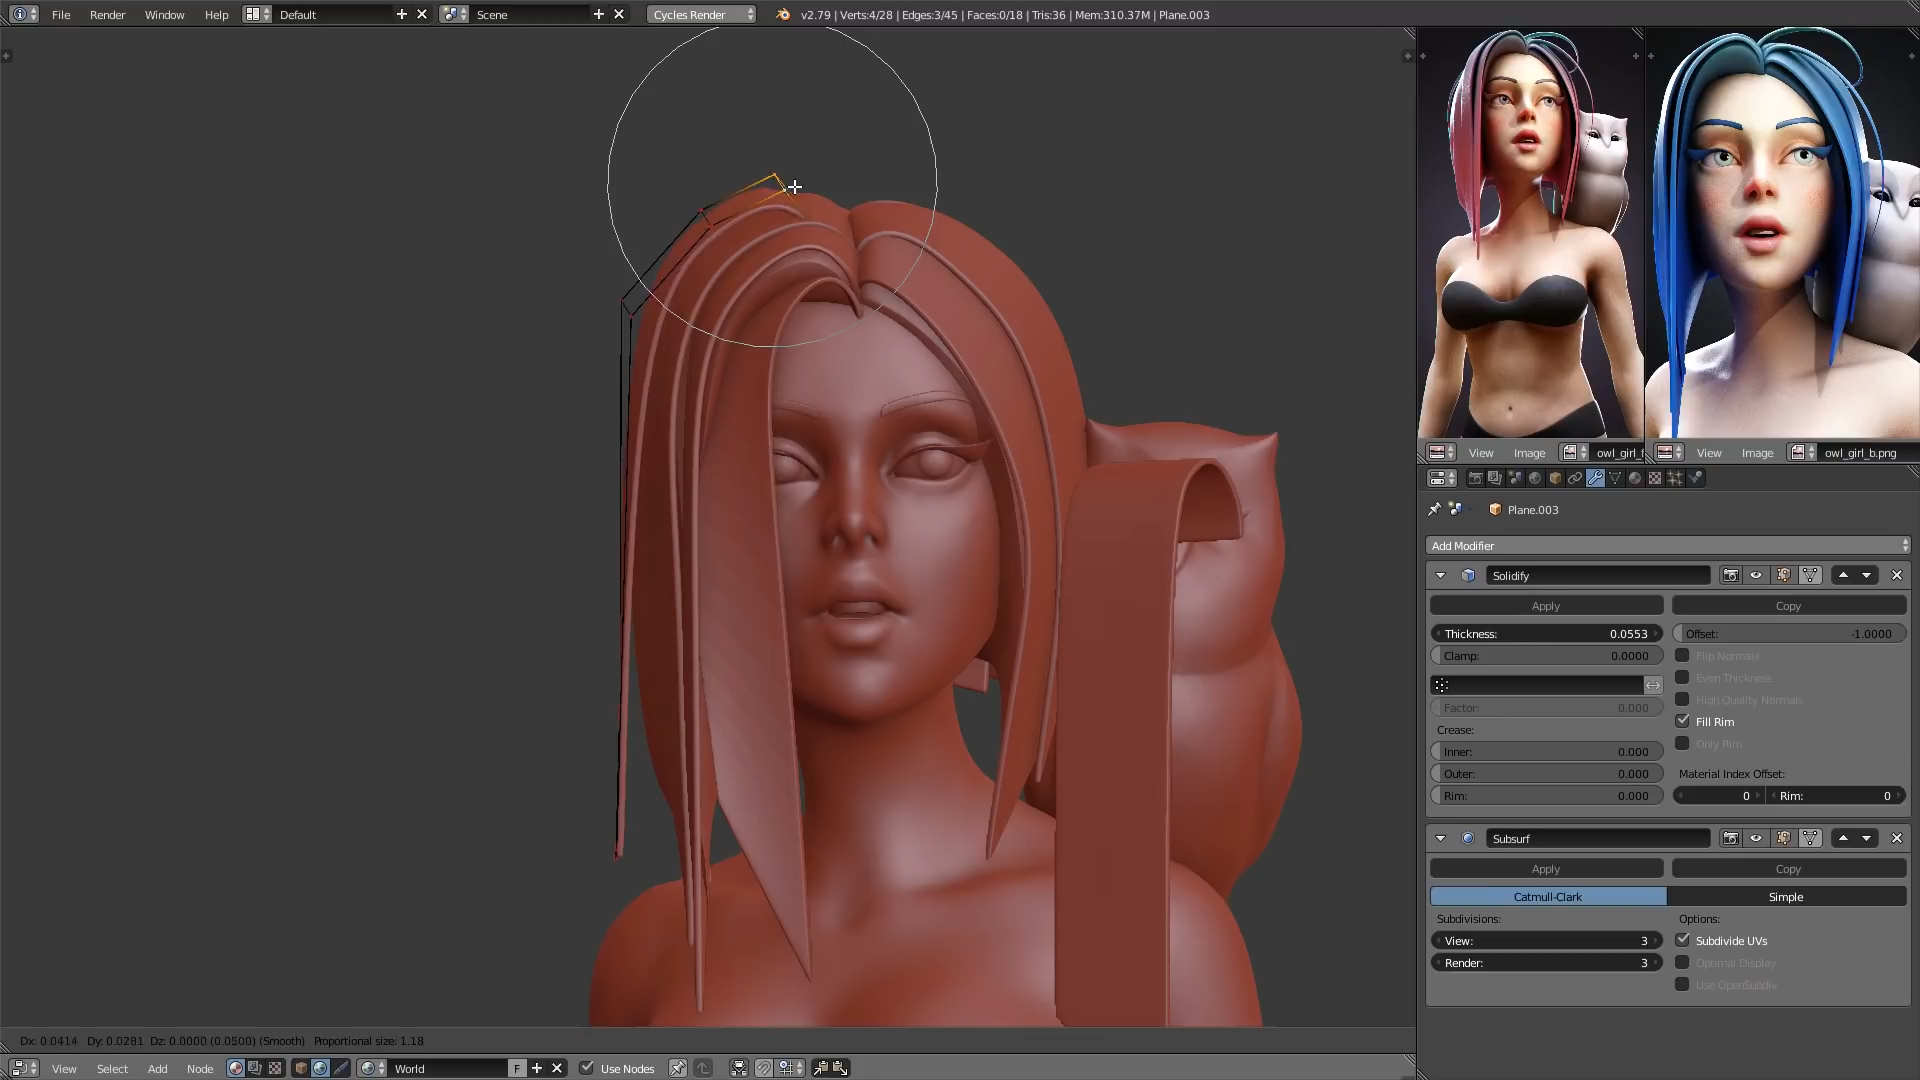 File Render Window Help Default Scene Cycles Render v2.79 | Verts:4/28 | Edges:3/45 | Faces:0/18 | Tris:36 | Mem:310.37M | Plane.003
View Image owl_girl_f View Image owl_girl_b.png
Plane.003
Add Modifier
Solidify
Apply Copy
Thickness: 0.0553 Offset: -1.0000
Clamp: 0.0000 Flip Normals
Even Thickness
High Quality Normals
Factor: 0.000
Fill Rim
Crease:
Only Rim
Inner: 0.000
Outer: 0.000 Material Index Offset:
Rim: 0.000 0 Rim: 0
Subsurf
Apply Copy
Catmull-Clark Simple
Subdivisions: Options:
View: 3 Subdivide UVs
Render: 3 Optimal Display
Use OpenSubdiv
Dx: 0.0414 Dy: 0.0281 Dz: 0.0000 (0.0500) (Smooth) Proportional size: 1.18
View Select Add Node World F Use Nodes